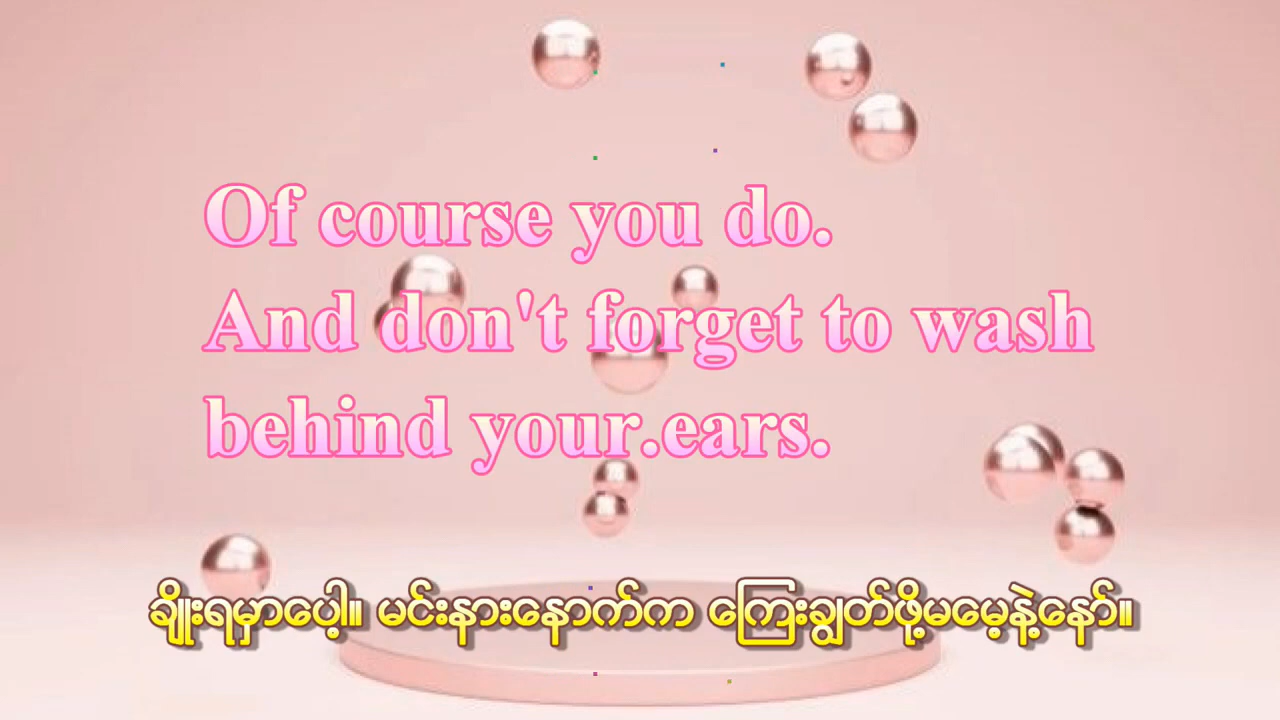 Of course you do.
And don't forget to wash
behind your.ears.
ချိုးရမှာပေါ့။ မင်းနားနောက်က ကြေးချွတ်ဖို့မမေ့နဲ့နော်။